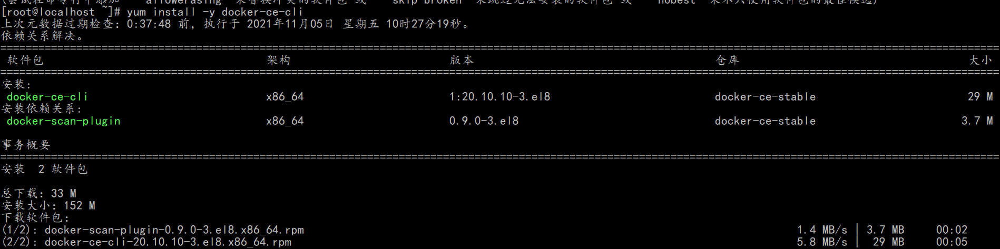 [root@localhost ~]# yum install -y docker-ce-cli
上次元数据过期检查：0:37:48 前，执行于 2021年11月05日 星期五 10时27分19秒。
依赖关系解决。
软件包 架构 版本 仓库 大小
安装:
docker-ce-cli x86_64 1:20.10.10-3.el8 docker-ce-stable 29 M
安装依赖关系:
docker-scan-plugin x86_64 0.9.0-3.el8 docker-ce-stable 3.7 M
事务概要
安装 2 软件包
总下载：33 M
安装大小：152 M
下载软件包：
(1/2): docker-scan-plugin-0.9.0-3.el8.x86_64.rpm 1.4 MB/s | 3.7 MB 00:02
(2/2): docker-ce-cli-20.10.10-3.el8.x86_64.rpm 5.8 MB/s | 29 MB 00:05